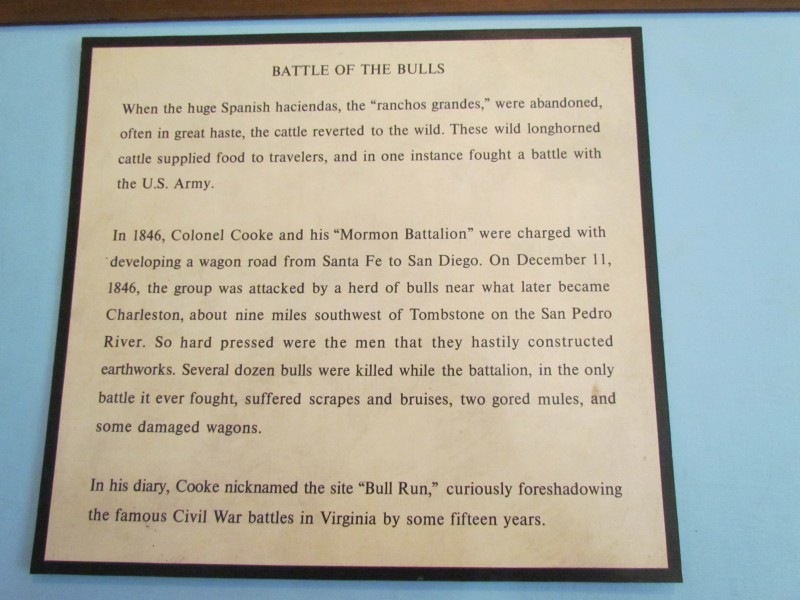 BATTLE OF THE BULLS
When the huge Spanish haciendas, the “ranchos grandes,” were abandoned,
often in great haste, the cattle reverted to the wild. These wild longhorned
cattle supplied food to travelers, and in one instance fought a battle with
the U.S. Army.
In 1846, Colonel Cooke and his “Mormon Battalion” were charged with
developing a wagon road from Santa Fe to San Diego. On December 11,
1846, the group was attacked by a herd of bulls near what later became
Charleston, about nine miles southwest of Tombstone on the San Pedro
River. So hard pressed were the men that they hastily constructed
earthworks. Several dozen bulls were killed while the battalion, in the only
battle it ever fought, suffered scrapes and bruises, two gored mules, and
some damaged wagons.
In his diary, Cooke nicknamed the site “Bull Run,” curiously foreshadowing
the famous Civil War battles in Virginia by some fifteen years.